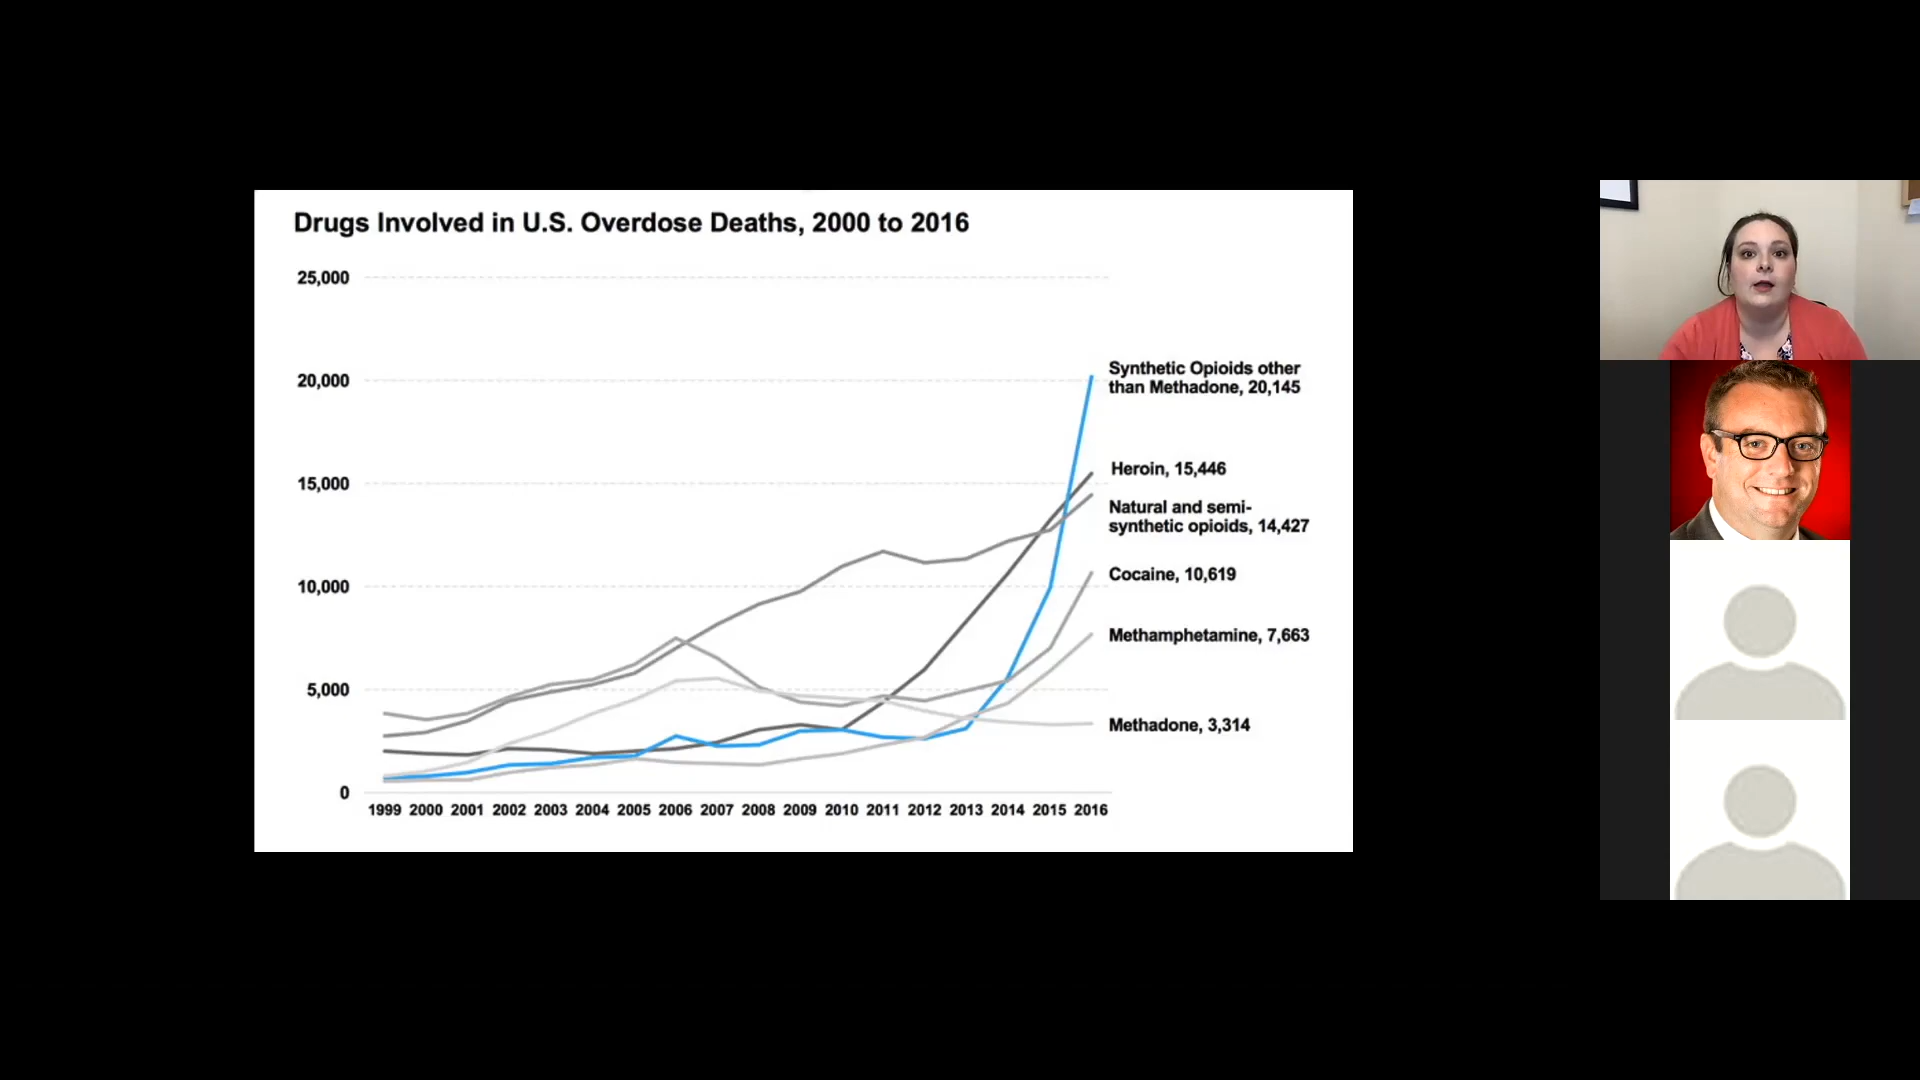 Drugs Involved in U.S. Overdose Deaths, 2000 to 2016
25,000
20,000
15,000
10,000
5,000
0
Synthetic Opioids other
than Methadone, 20,145
Heroin, 15,446
Natural and semi-
synthetic opioids, 14,427
Cocaine, 10,619
Methamphetamine, 7,663
Methadone, 3,314
1999 2000 2001 2002 2003 2004 2005 2006 2007 2008 2009 2010 2011 2012 2013 2014 2015 2016